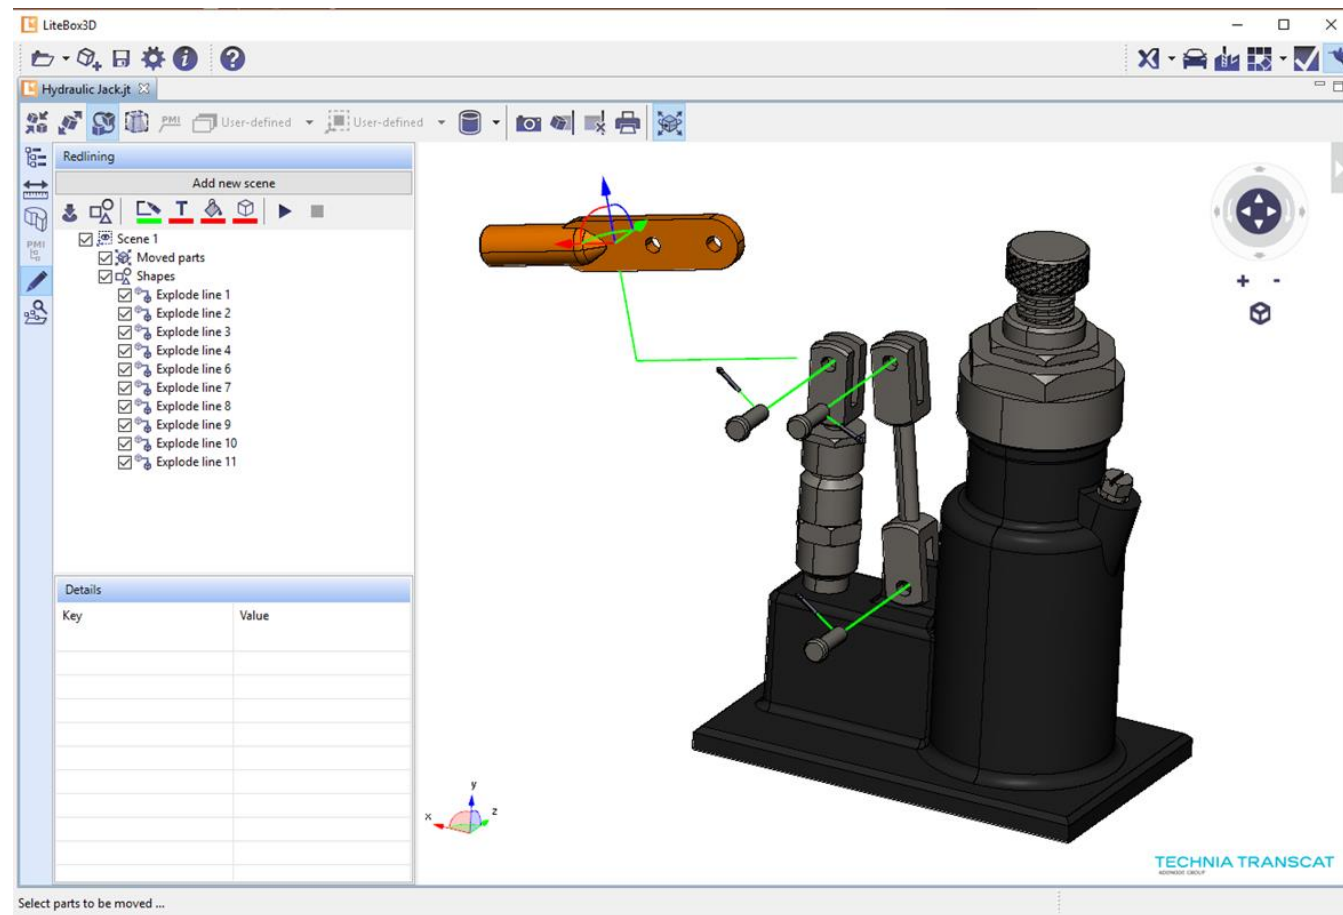 LiteBox3D
Hydraulic Jack.jt
PMI
User-defined
User-defined
Redlining
Add new scene
T
PMI
Scene 1
Moved parts
Shapes
Explode line 1
Explode line 2
Explode line 3
Explode line 4
Explode line 6
Explode line 7
Explode line 8
Explode line 9
Explode line 10
Explode line 11
Details
Key Value
y
x z
TECHNIA TRANSCAT
ADDNODE GROUP
Select parts to be moved ...